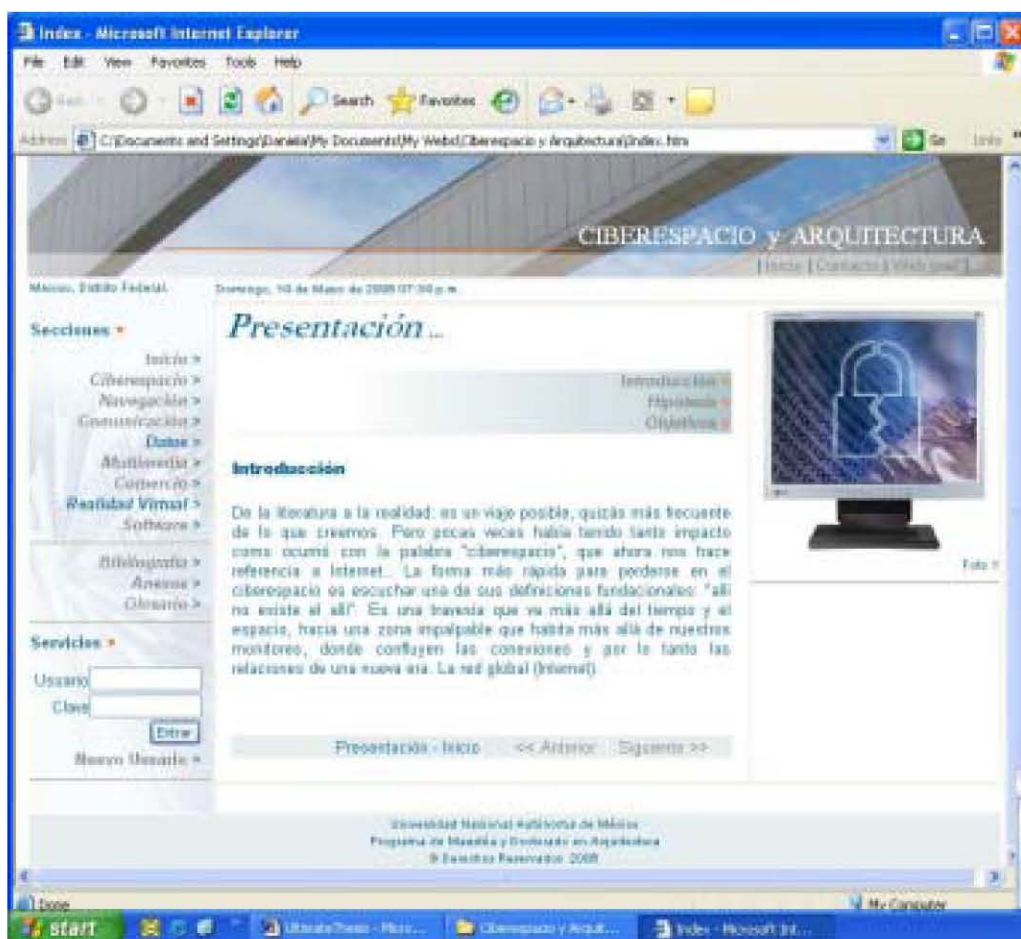 Index - Microsoft Internet Explorer
File Edit View Favorites Tools Help
Back Search Favorites
Address C:\Documents and Settings\Daniela\My Documents\My Webs\Ciberespacio y Arquitectura\Index.htm Go Links
CIBERESPACIO y ARQUITECTURA
| Inicio | Contacto | Web mail |
México, Distrito Federal. Domingo, de de 2008 07: p.m.
Secciones
Presentación ...
Inicio »
Ciberespacio »
Navegación »
Comunicación »
Datos »
Multimedia »
Comercio »
Realidad Virtual »
Software »
Bibliografía »
Anexos »
Glosario »
Servicios
Usuario
Clave
Entrar
Nuevo Usuario
Introducción
Hipótesis
Objetivos
Introducción
De la literatura a la realidad: es un viaje posible, quizás más frecuente
de lo que creemos. Pero pocas veces había tenido tanto impacto
como ocurrió con la palabra "ciberespacio", que ahora nos hace
referencia a Internet... La forma más rápida para perderse en el
ciberespacio es escuchar una de sus definiciones fundacionales: "allí
no existe el allí". Es una travesía que va más allá del tiempo y el
espacio, hacia una zona impalpable que habita más allá de nuestros
monitores, donde confluyen las conexiones y por lo tanto las
relaciones de una nueva era. La red global (Internet).
Presentación - Inicio << Anterior Siguiente >>
Foto »
Universidad Nacional Autónoma de México
Programa de Maestría y Doctorado en Arquitectura
® Derechos Reservados 2008
Done My Computer
start UltimateThesis - Micro... Ciberespacio y Arquit... Index - Microsoft Int...